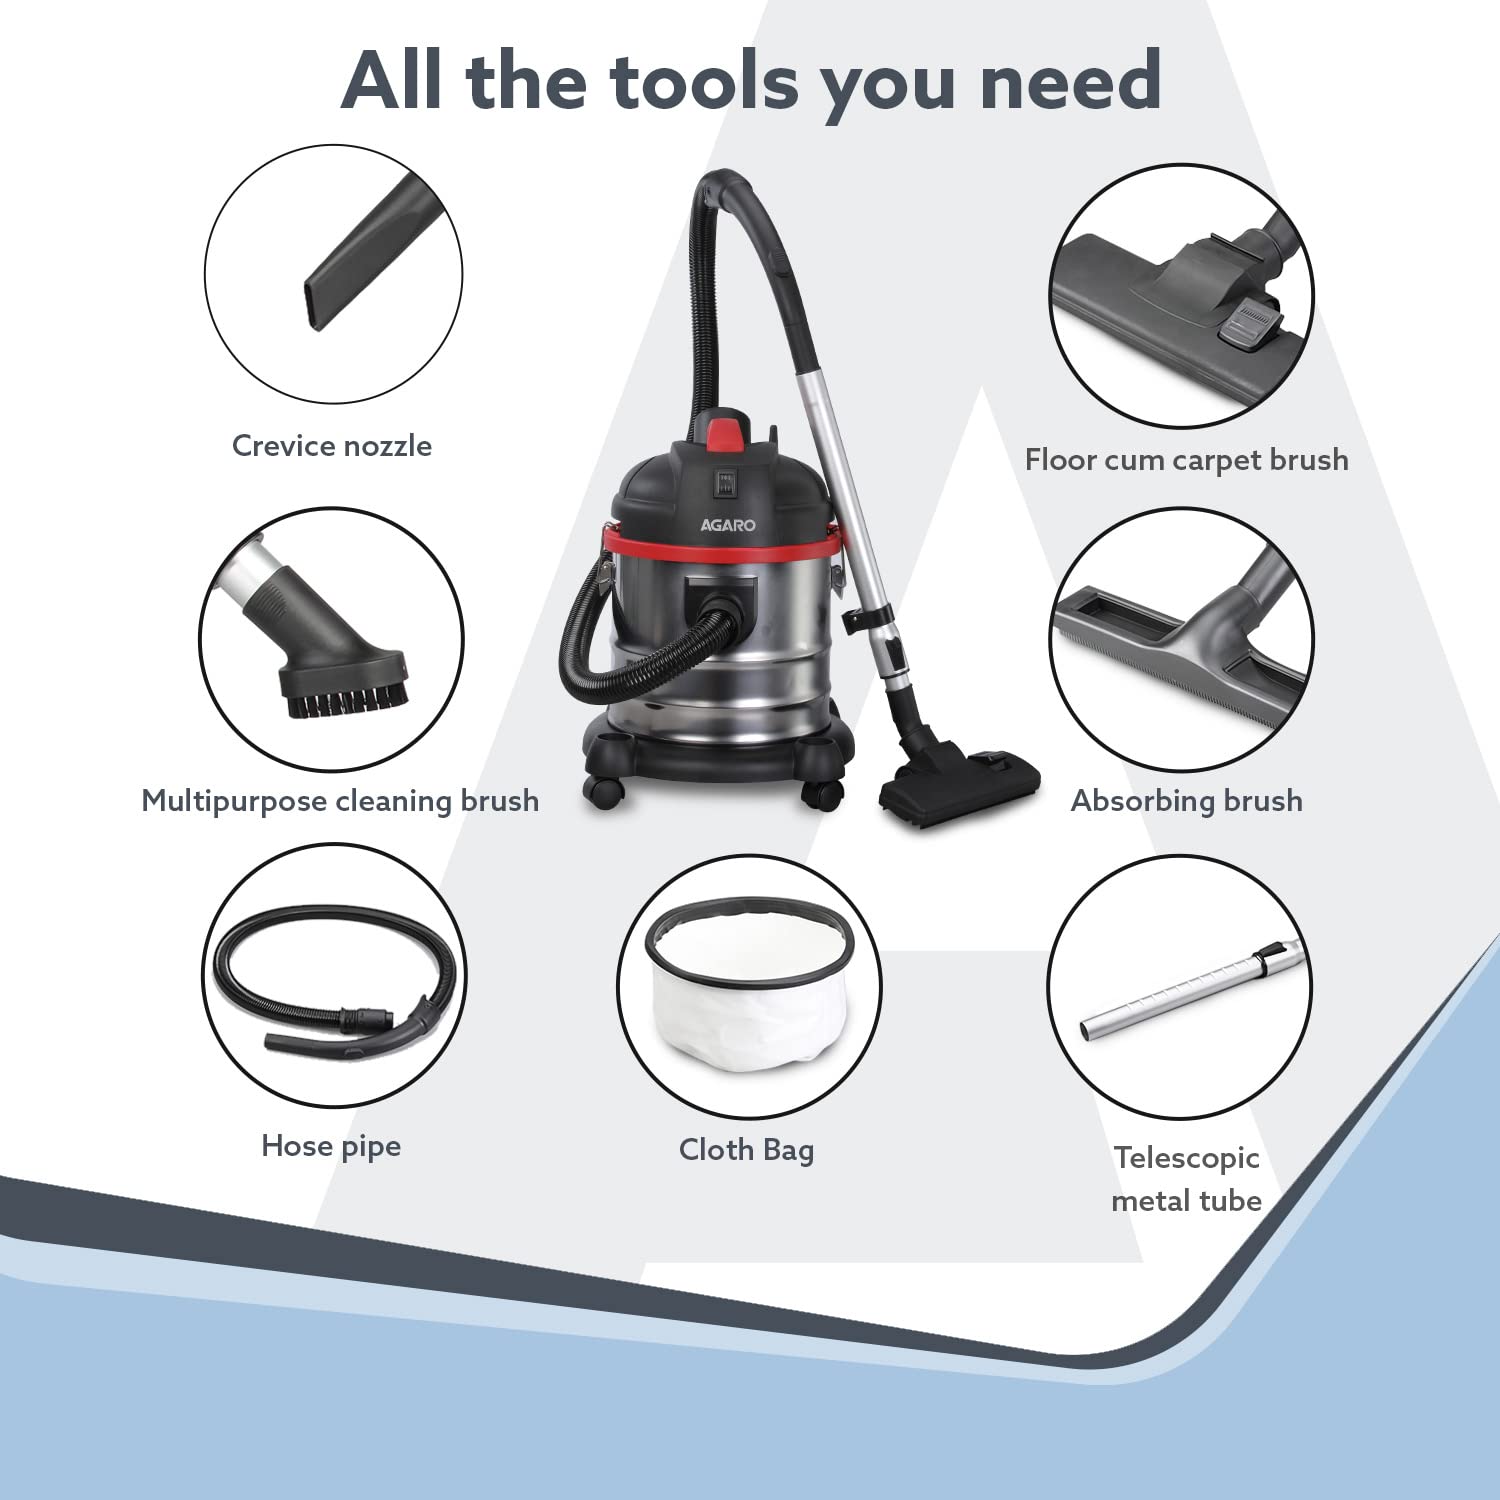 All the tools you need
Crevice nozzle
Floor cum carpet brush
AGARO
Multipurpose cleaning brush
Absorbing brush
Hose pipe
Cloth Bag
Telescopic
metal tube